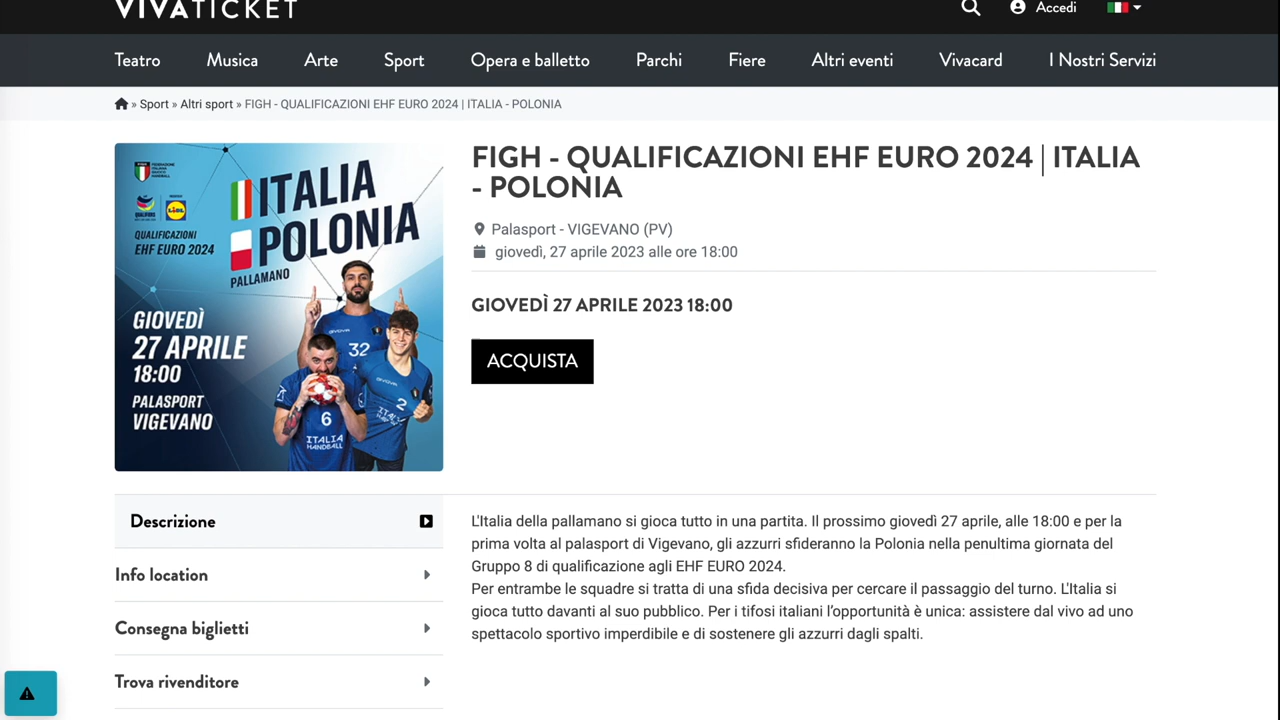 VIVATICKET
Accedi
Teatro Musica Arte Sport Opera e balletto Parchi Fiere Altri eventi Vivacard I Nostri Servizi
» Sport » Altri sport » FIGH - QUALIFICAZIONI EHF EURO 2024 | ITALIA - POLONIA
ITALIA
POLONIA
PALLAMANO
QUALIFIERS
LIDL
QUALIFICAZIONI
EHF EURO 2024
GIOVEDÌ
27 APRILE
18:00
PALASPORT
VIGEVANO
32
2
6
ITALIA
HANDBALL
FIGH - QUALIFICAZIONI EHF EURO 2024 | ITALIA
- POLONIA
Palasport - VIGEVANO (PV)
giovedì, 27 aprile 2023 alle ore 18:00
GIOVEDÌ 27 APRILE 2023 18:00
ACQUISTA
Descrizione
Info location
Consegna biglietti
Trova rivenditore
L'Italia della pallamano si gioca tutto in una partita. Il prossimo giovedì 27 aprile, alle 18:00 e per la
prima volta al palasport di Vigevano, gli azzurri sfideranno la Polonia nella penultima giornata del
Gruppo 8 di qualificazione agli EHF EURO 2024.
Per entrambe le squadre si tratta di una sfida decisiva per cercare il passaggio del turno. L'Italia si
gioca tutto davanti al suo pubblico. Per i tifosi italiani l’opportunità è unica: assistere dal vivo ad uno
spettacolo sportivo imperdibile e di sostenere gli azzurri dagli spalti.